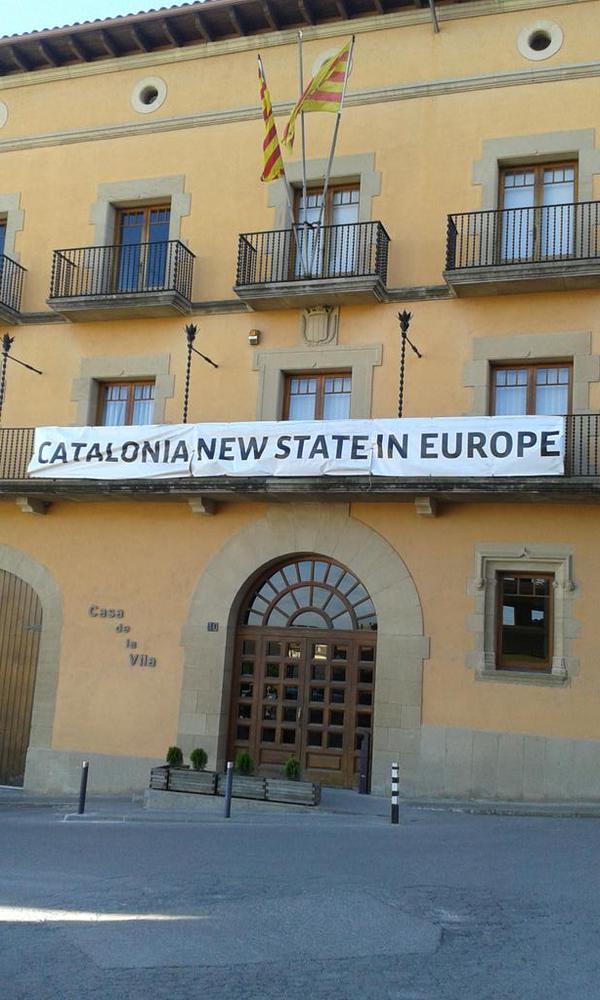 CATALONIA NEW STATE IN EUROPE
10
Casa
de
la
Vila